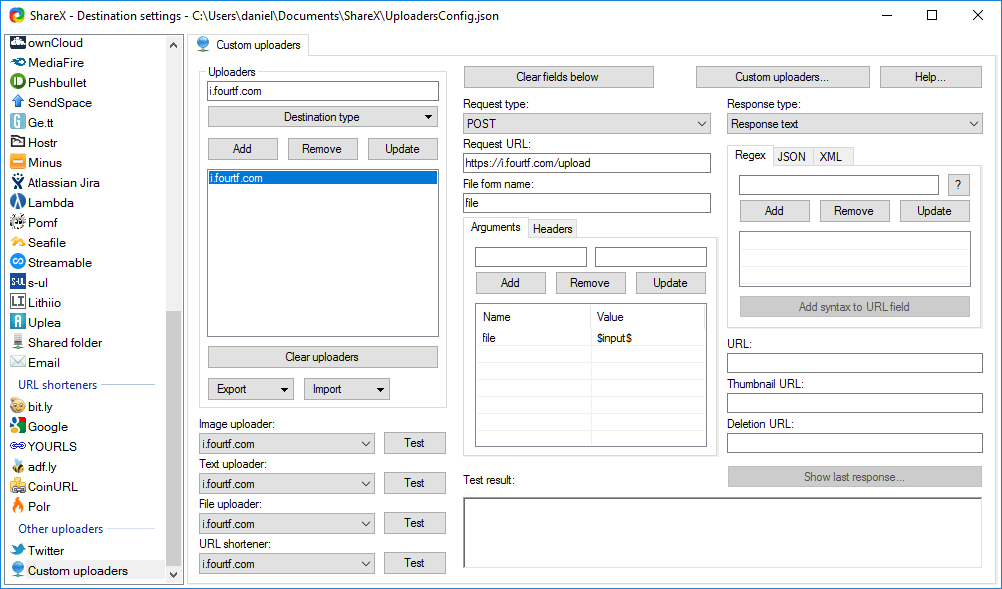 ShareX - Destination settings - C:\Users\daniel\Documents\ShareX\UploadersConfig.json
ownCloud
MediaFire
Pushbullet
SendSpace
Ge.tt
Hostr
Minus
Atlassian Jira
Lambda
Pomf
Seafile
Streamable
s-ul
Lithiio
Uplea
Shared folder
Email
URL shorteners
bit.ly
Google
YOURLS
adf.ly
CoinURL
Polr
Other uploaders
Twitter
Custom uploaders
Custom uploaders
Uploaders
i.fourtf.com
Destination type
Add Remove Update
i.fourtf.com
Clear uploaders
Export Import
Image uploader:
i.fourtf.com Test
Text uploader:
i.fourtf.com Test
File uploader:
i.fourtf.com Test
URL shortener:
i.fourtf.com Test
Clear fields below
Request type:
POST
Request URL:
https://i.fourtf.com/upload
File form name:
file
Arguments Headers
Add Remove Update
Name Value
file $input$
Test result:
Custom uploaders... Help...
Response type:
Response text
Regex JSON XML
?
Add Remove Update
Add syntax to URL field
URL:
Thumbnail URL:
Deletion URL:
Show last response...